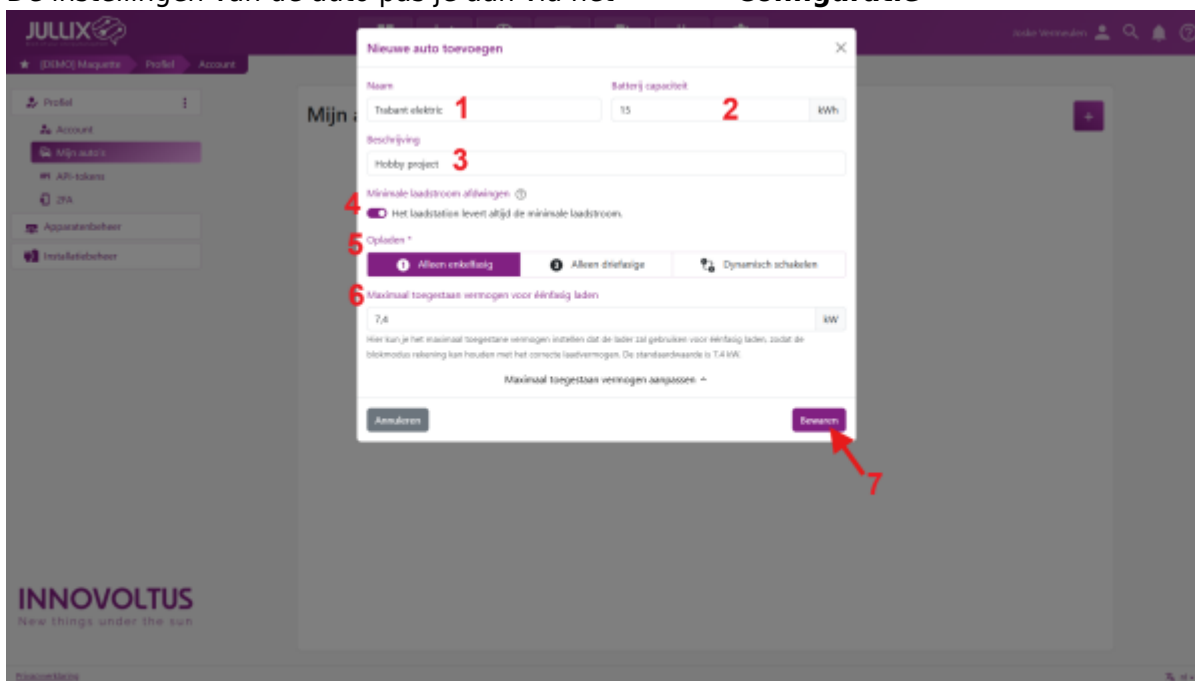 De instellingen van de auto pas je aan via het Configuratie
JULLIX
Nieuwe auto toevoegen
Joske Vermeulen
[DEMO] Maquette Profiel Account
Naam Batterij capaciteit
Profiel
Mijn
Trabant elektric 1 15 2 kWh
Account
Beschrijving
Mijn auto's
Hobby project 3
API-tokens
Minimale laadstroom afdwingen
2FA
4 Het laadstation levert altijd de minimale laadstroom.
Apparatenbeheer
5 Opladen *
Installatiebeheer
1 Alleen enkelfasig 3 Alleen driefasige Dynamisch schakelen
6 Maximaal toegestaan vermogen voor éénfasig laden
7,4 kW
Hier kun je het maximaal toegestane vermogen instellen dat de lader zal gebruiken voor éénfasig laden, zodat de
blokmodus rekening kan houden met het correcte laadvermogen. De standaardwaarde is 7.4 kW.
Maximaal toegestaan vermogen aanpassen
Annuleren Bewaren
7
INNOVOLTUS
New things under the sun
Privacyverklaring